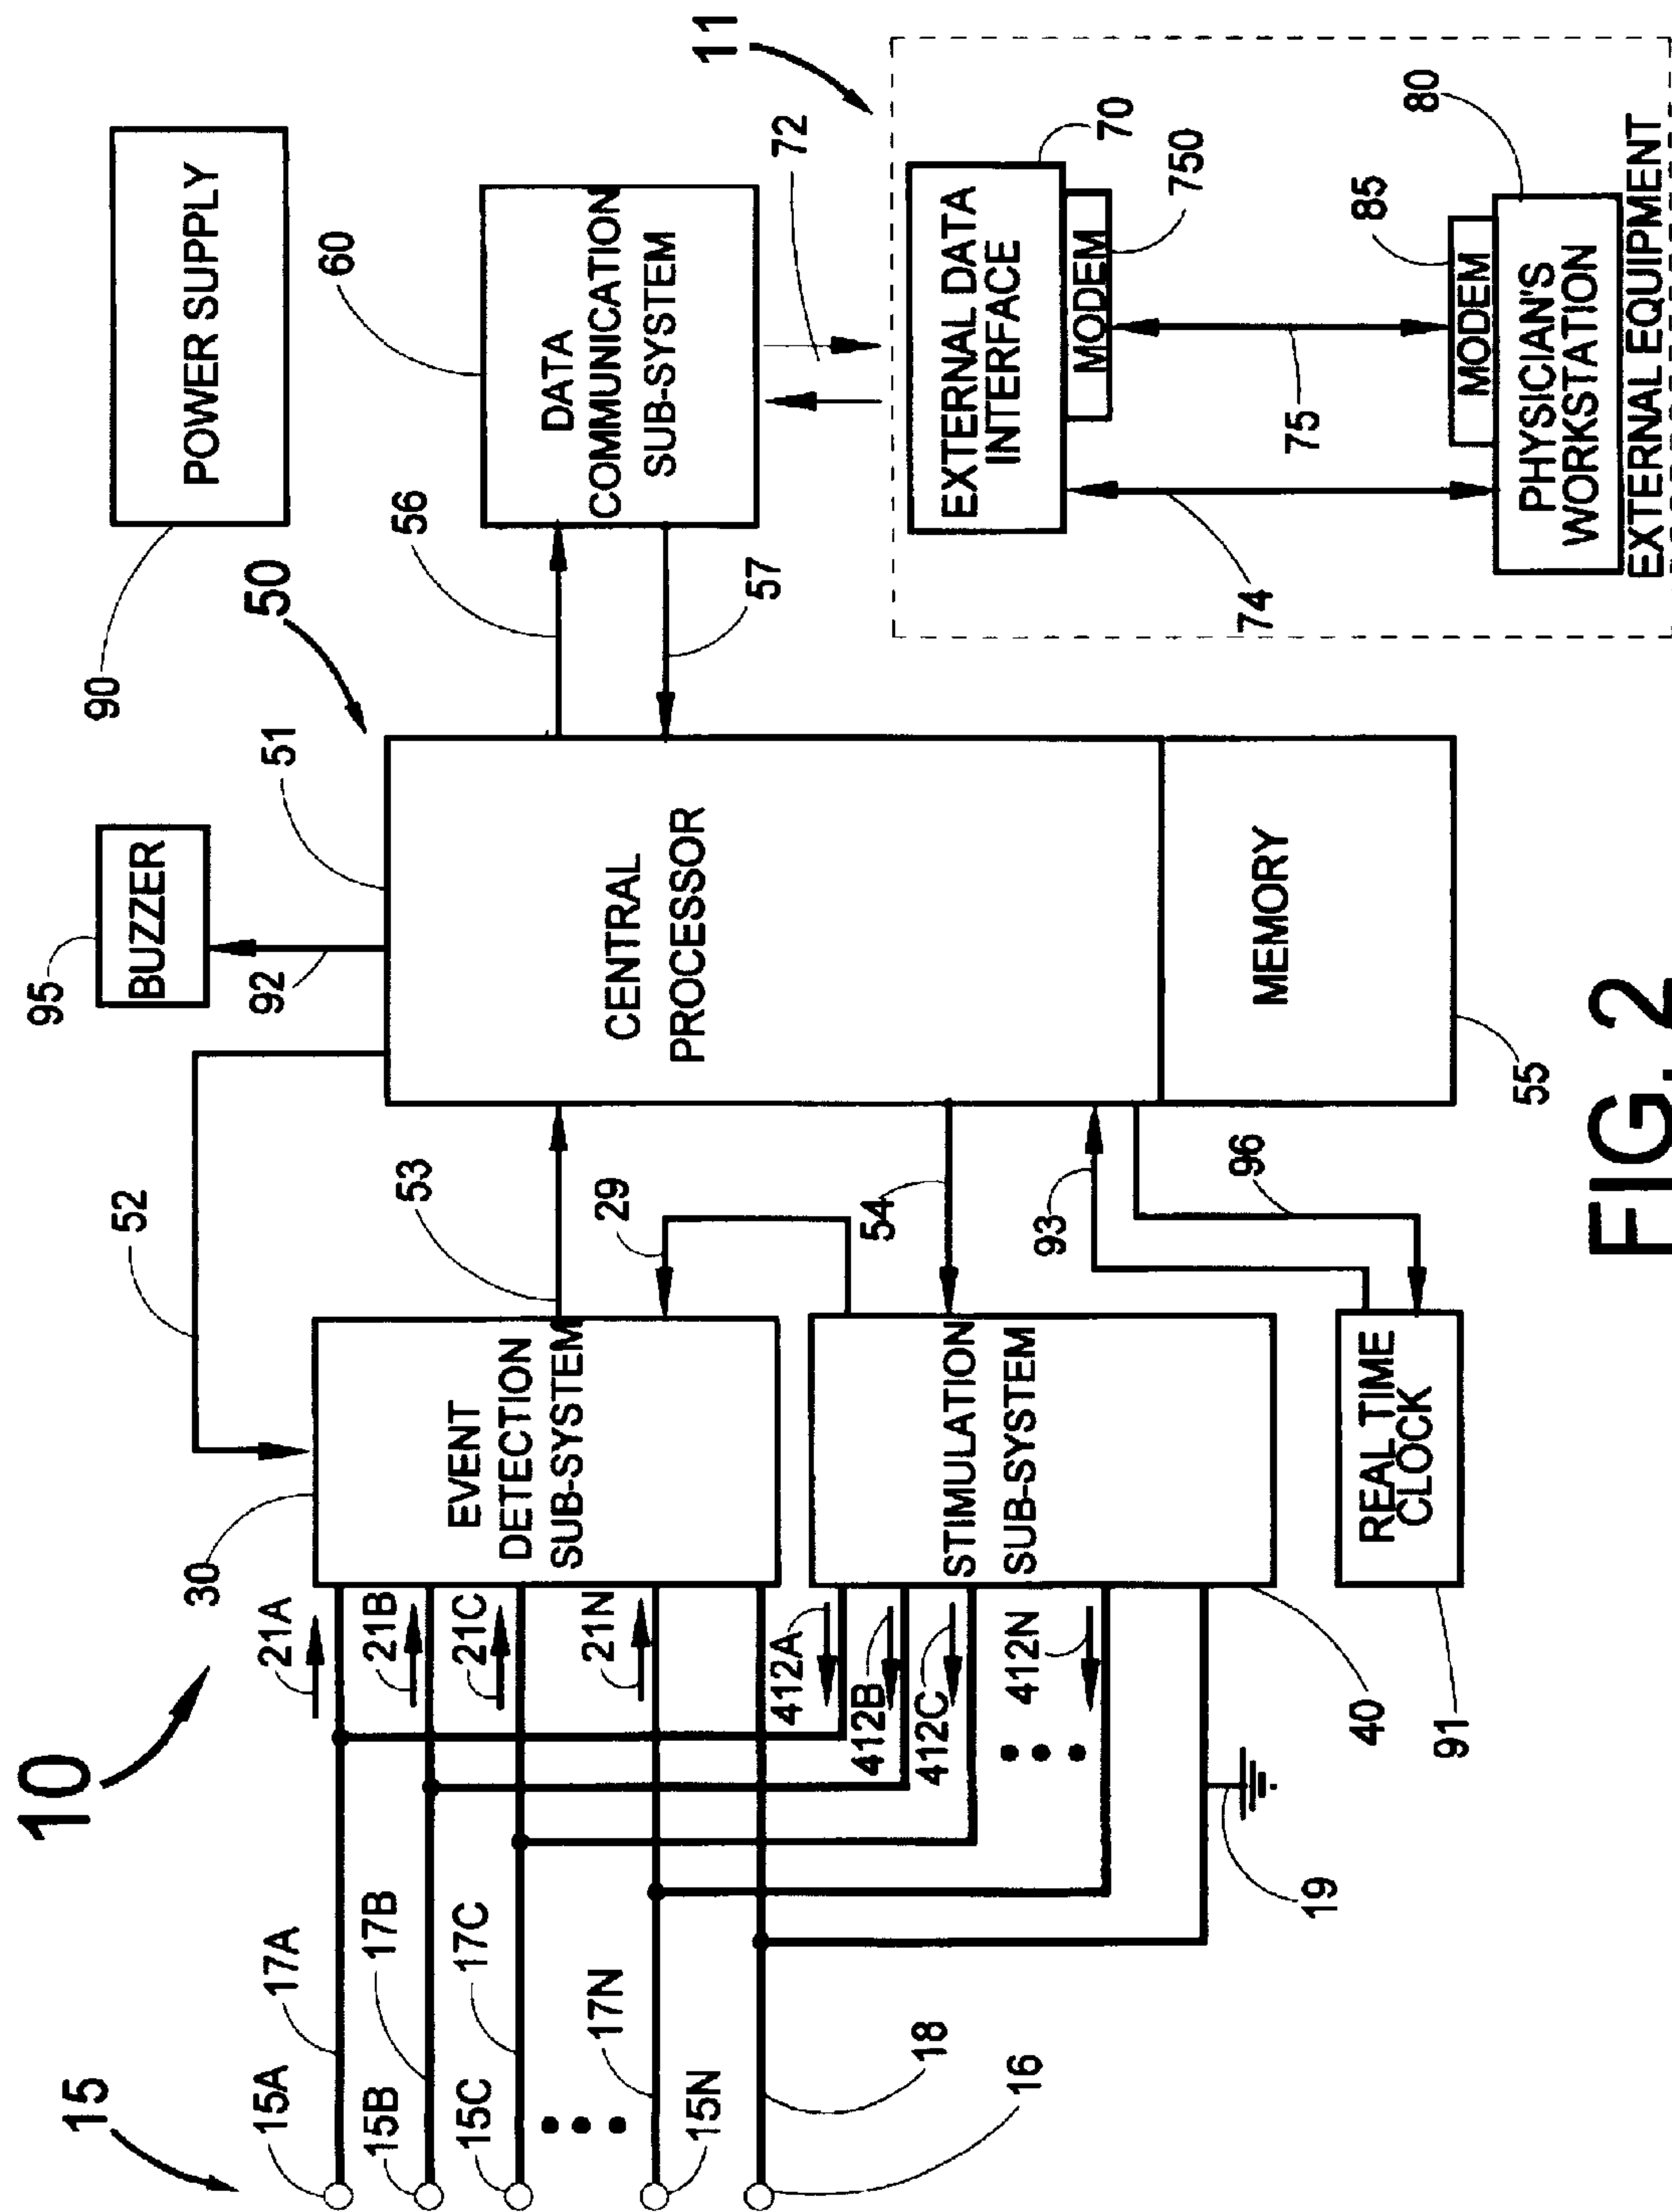 10
15
15A
17A
15B
17B
15C
17C
17N
15N
18
16
19
21A
21B
21C
21N
412A
412B
412C
412N
30
EVENT
DETECTION
SUB-SYSTEM
STIMULATION
SUB-SYSTEM
40
REAL TIME
CLOCK
91
52
53
29
54
93
96
95
BUZZER
92
51
50
CENTRAL
PROCESSOR
MEMORY
55
56
57
90
POWER SUPPLY
60
DATA
COMMUNICATION
SUB-SYSTEM
72
11
EXTERNAL DATA
INTERFACE
70
MODEM
750
74
75
85
MODEM
80
PHYSICIAN'S
WORKSTATION
EXTERNAL EQUIPMENT
FIG. 2